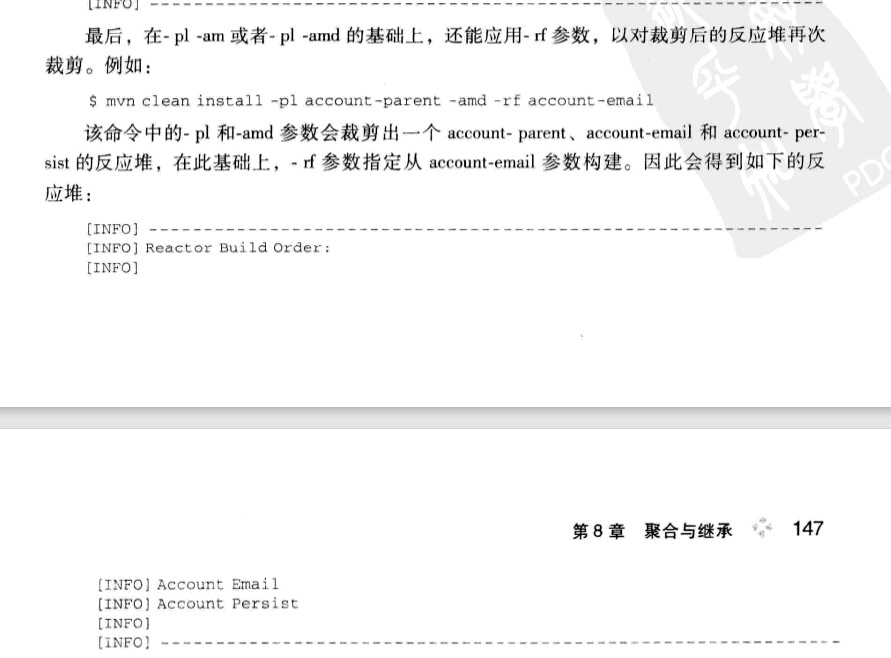 [INFO] ------------------------------------------------------------------------
最后，在- pl -am 或者- pl -amd 的基础上，还能应用- rf 参数，以对裁剪后的反应堆再次
裁剪。例如：
$ mvn clean install -pl account-parent -amd -rf account-email
该命令中的- pl 和-amd 参数会裁剪出一个 account- parent、account-email 和 account- per-
sist 的反应堆，在此基础上，- rf 参数指定从 account-email 参数构建。因此会得到如下的反
应堆：
[INFO] ------------------------------------------------------------------------
[INFO] Reactor Build Order:
[INFO]
第 8 章 聚合与继承 147
[INFO] Account Email
[INFO] Account Persist
[INFO]
[INFO] ------------------------------------------------------------------------
PDG